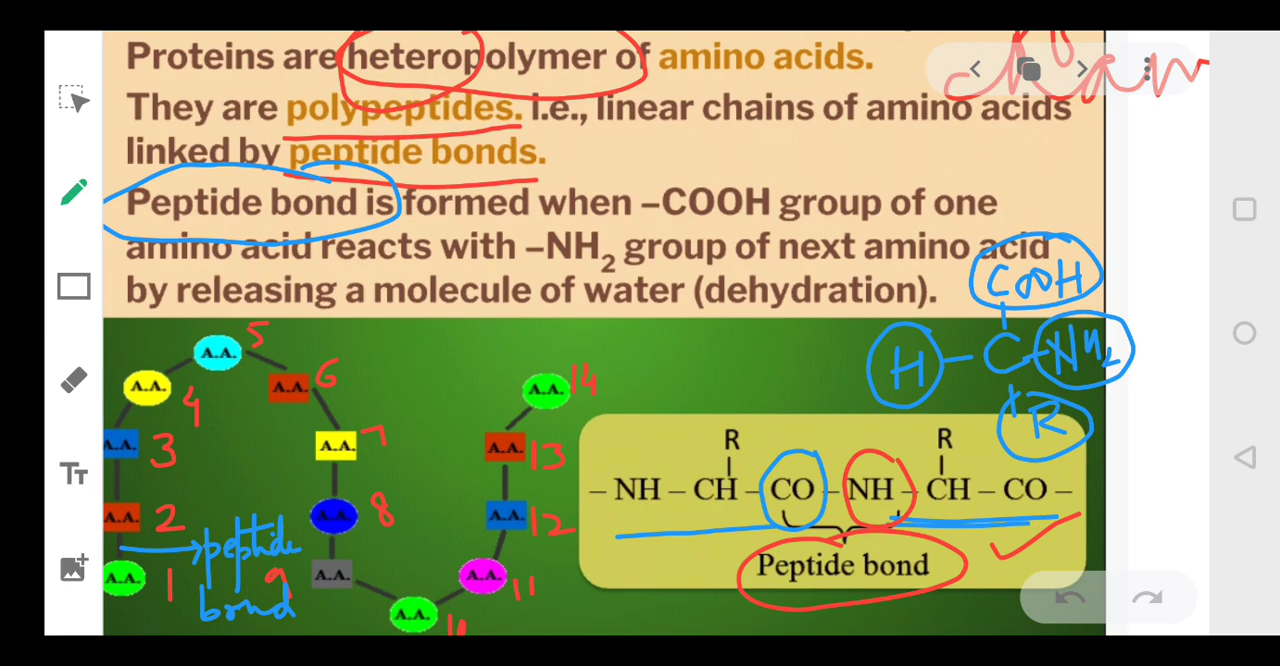 Proteins are heteropolymer of amino acids.
They are polypeptides. i.e., linear chains of amino acids
linked by peptide bonds.
Peptide bond is formed when –COOH group of one
amino acid reacts with –NH2 group of next amino acid
by releasing a molecule of water (dehydration).
COOH
H – C – NH2
R
A.A. 5
A.A. 4
A.A. 6
A.A. 14
A.A. 3
A.A. 7
A.A. 13
A.A. 2
A.A. 8
A.A. 12
peptide
bond
A.A. 1
9 A.A.
A.A. 11
A.A. 10
R R
– NH – CH – CO – NH – CH – CO –
Peptide bond
TT